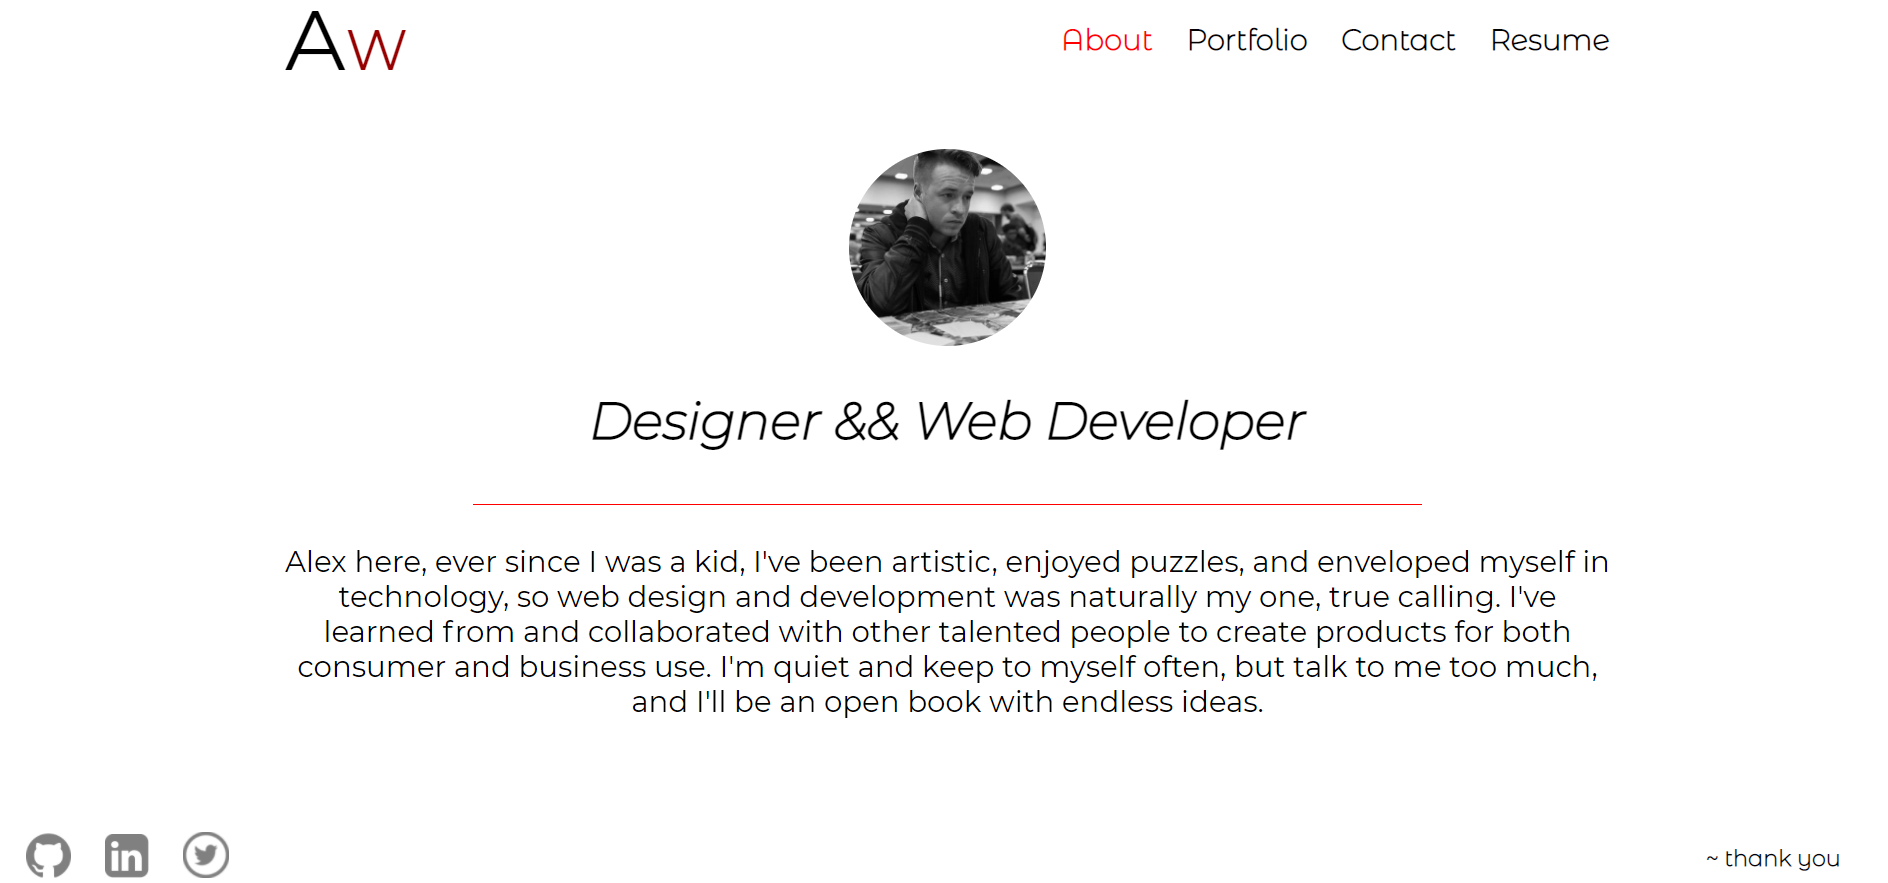 Aw
About Portfolio Contact Resume
Designer && Web Developer
Alex here, ever since I was a kid, I've been artistic, enjoyed puzzles, and enveloped myself in
technology, so web design and development was naturally my one, true calling. I've
learned from and collaborated with other talented people to create products for both
consumer and business use. I'm quiet and keep to myself often, but talk to me too much,
and I'll be an open book with endless ideas.
in
~ thank you